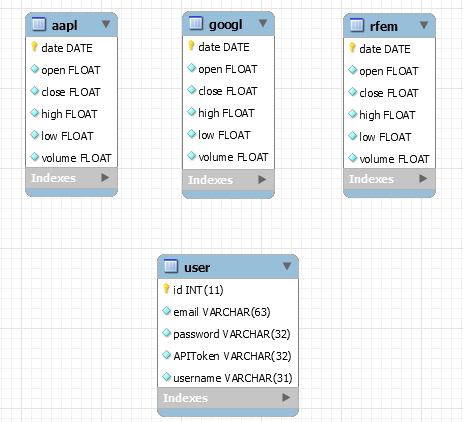 aapl
date DATE
open FLOAT
close FLOAT
high FLOAT
low FLOAT
volume FLOAT
Indexes
googl
date DATE
open FLOAT
close FLOAT
high FLOAT
low FLOAT
volume FLOAT
Indexes
rfem
date DATE
open FLOAT
close FLOAT
high FLOAT
low FLOAT
volume FLOAT
Indexes
user
id INT(11)
email VARCHAR(63)
password VARCHAR(32)
APIToken VARCHAR(32)
username VARCHAR(31)
Indexes